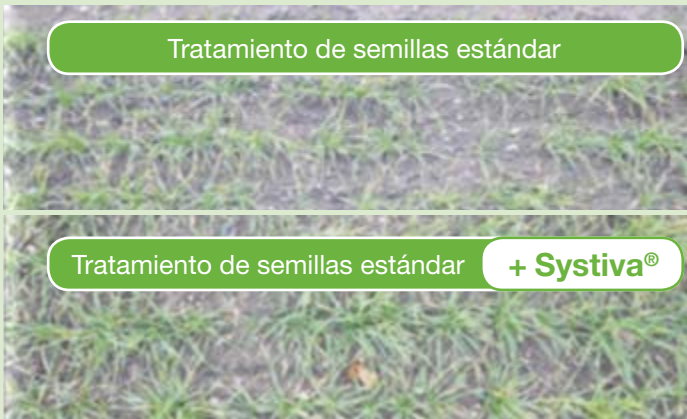 Tratamiento de semillas estándar
Tratamiento de semillas estándar + Systiva®